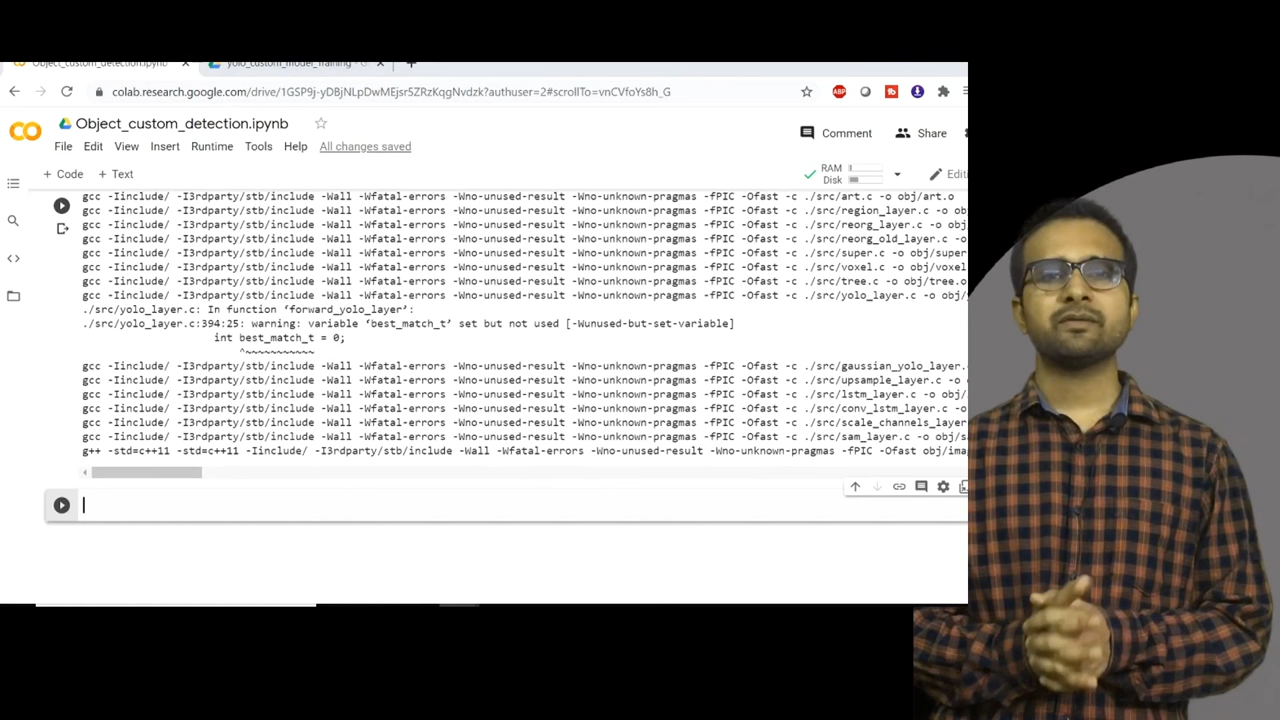 Object_custom_detection.ipynb
yolo_custom_model_training
colab.research.google.com/drive/1GSP9j-yDBjNLpDwMEjsr5ZRzKqgNvdzk?authuser=2#scrollTo=vnCVfoYs8h_G
Object_custom_detection.ipynb
Comment
Share
File Edit View Insert Runtime Tools Help All changes saved
+ Code + Text
RAM
Disk
Editi
gcc -Iinclude/ -I3rdparty/stb/include -Wall -Wfatal-errors -Wno-unused-result -Wno-unknown-pragmas -fPIC -Ofast -c ./src/art.c -o obj/art.o
gcc -Iinclude/ -I3rdparty/stb/include -Wall -Wfatal-errors -Wno-unused-result -Wno-unknown-pragmas -fPIC -Ofast -c ./src/region_layer.c -o ob
gcc -Iinclude/ -I3rdparty/stb/include -Wall -Wfatal-errors -Wno-unused-result -Wno-unknown-pragmas -fPIC -Ofast -c ./src/reorg_layer.c -o obj
gcc -Iinclude/ -I3rdparty/stb/include -Wall -Wfatal-errors -Wno-unused-result -Wno-unknown-pragmas -fPIC -Ofast -c ./src/reorg_old_layer.c -o
gcc -Iinclude/ -I3rdparty/stb/include -Wall -Wfatal-errors -Wno-unused-result -Wno-unknown-pragmas -fPIC -Ofast -c ./src/super.c -o obj/super
gcc -Iinclude/ -I3rdparty/stb/include -Wall -Wfatal-errors -Wno-unused-result -Wno-unknown-pragmas -fPIC -Ofast -c ./src/voxel.c -o obj/voxel
gcc -Iinclude/ -I3rdparty/stb/include -Wall -Wfatal-errors -Wno-unused-result -Wno-unknown-pragmas -fPIC -Ofast -c ./src/tree.c -o obj/tree.o
gcc -Iinclude/ -I3rdparty/stb/include -Wall -Wfatal-errors -Wno-unused-result -Wno-unknown-pragmas -fPIC -Ofast -c ./src/yolo_layer.c -o obj/
./src/yolo_layer.c: In function ‘forward_yolo_layer’:
./src/yolo_layer.c:394:25: warning: variable ‘best_match_t’ set but not used [-Wunused-but-set-variable]
int best_match_t = 0;
^~~~~~~~~~~~
gcc -Iinclude/ -I3rdparty/stb/include -Wall -Wfatal-errors -Wno-unused-result -Wno-unknown-pragmas -fPIC -Ofast -c ./src/gaussian_yolo_layer.
gcc -Iinclude/ -I3rdparty/stb/include -Wall -Wfatal-errors -Wno-unused-result -Wno-unknown-pragmas -fPIC -Ofast -c ./src/upsample_layer.c -o
gcc -Iinclude/ -I3rdparty/stb/include -Wall -Wfatal-errors -Wno-unused-result -Wno-unknown-pragmas -fPIC -Ofast -c ./src/lstm_layer.c -o obj/
gcc -Iinclude/ -I3rdparty/stb/include -Wall -Wfatal-errors -Wno-unused-result -Wno-unknown-pragmas -fPIC -Ofast -c ./src/conv_lstm_layer.c -o
gcc -Iinclude/ -I3rdparty/stb/include -Wall -Wfatal-errors -Wno-unused-result -Wno-unknown-pragmas -fPIC -Ofast -c ./src/scale_channels_layer
gcc -Iinclude/ -I3rdparty/stb/include -Wall -Wfatal-errors -Wno-unused-result -Wno-unknown-pragmas -fPIC -Ofast -c ./src/sam_layer.c -o obj/sa
g++ -std=c++11 -std=c++11 -Iinclude/ -I3rdparty/stb/include -Wall -Wfatal-errors -Wno-unused-result -Wno-unknown-pragmas -fPIC -Ofast obj/ima